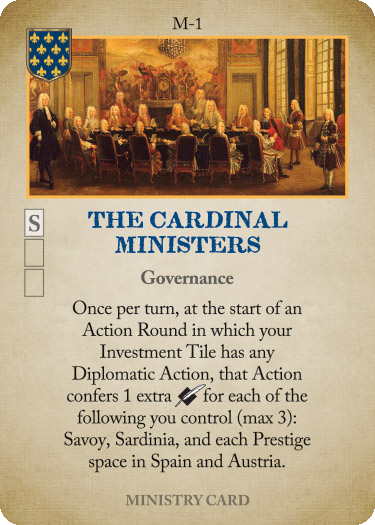 M-1
S
THE CARDINAL
MINISTERS
Governance
Once per turn, at the start of an
Action Round in which your
Investment Tile has any
Diplomatic Action, that Action
confers 1 extra for each of the
following you control (max 3):
Savoy, Sardinia, and each Prestige
space in Spain and Austria.
MINISTRY CARD